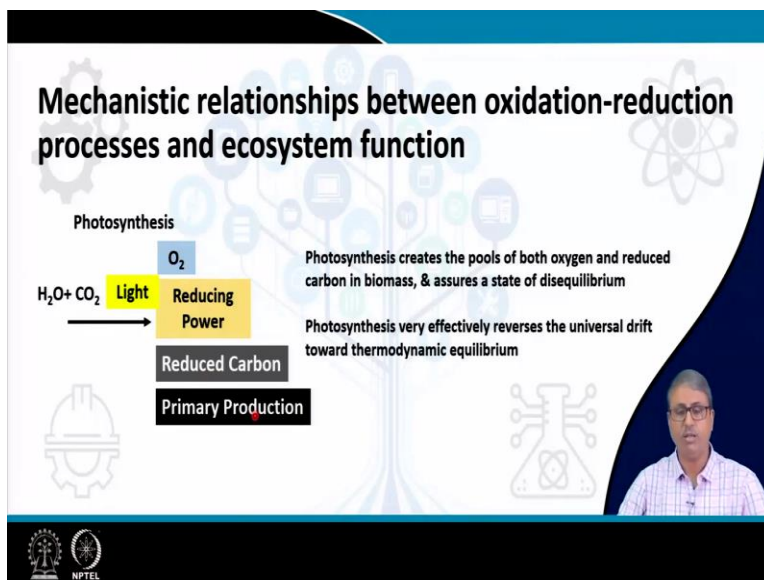 Mechanistic relationships between oxidation-reduction
processes and ecosystem function
Photosynthesis
O₂
H₂O+ CO₂
Light
Reducing
Power
Reduced Carbon
Primary Production
Photosynthesis creates the pools of both oxygen and reduced
carbon in biomass, & assures a state of disequilibrium
Photosynthesis very effectively reverses the universal drift
toward thermodynamic equilibrium
NPTEL